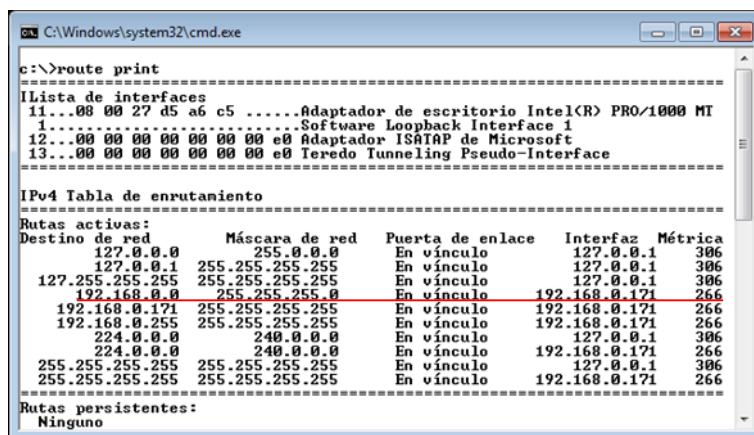 C:\Windows\system32\cmd.exe
c:\>route print
===========================================================================
ILista de interfaces
11...08 00 27 d5 a6 c5 ......Adaptador de escritorio Intel(R) PRO/1000 MT
1...........................Software Loopback Interface 1
12...00 00 00 00 00 00 00 e0 Adaptador ISATAP de Microsoft
13...00 00 00 00 00 00 00 e0 Teredo Tunneling Pseudo-Interface
===========================================================================
IPv4 Tabla de enrutamiento
===========================================================================
Rutas activas:
Destino de red Máscara de red Puerta de enlace Interfaz Métrica
127.0.0.0 255.0.0.0 En vínculo 127.0.0.1 306
127.0.0.1 255.255.255.255 En vínculo 127.0.0.1 306
127.255.255.255 255.255.255.255 En vínculo 127.0.0.1 306
192.168.0.0 255.255.255.0 En vínculo 192.168.0.171 266
192.168.0.171 255.255.255.255 En vínculo 192.168.0.171 266
192.168.0.255 255.255.255.255 En vínculo 192.168.0.171 266
224.0.0.0 240.0.0.0 En vínculo 127.0.0.1 306
224.0.0.0 240.0.0.0 En vínculo 192.168.0.171 266
255.255.255.255 255.255.255.255 En vínculo 127.0.0.1 306
255.255.255.255 255.255.255.255 En vínculo 192.168.0.171 266
===========================================================================
Rutas persistentes:
Ninguno